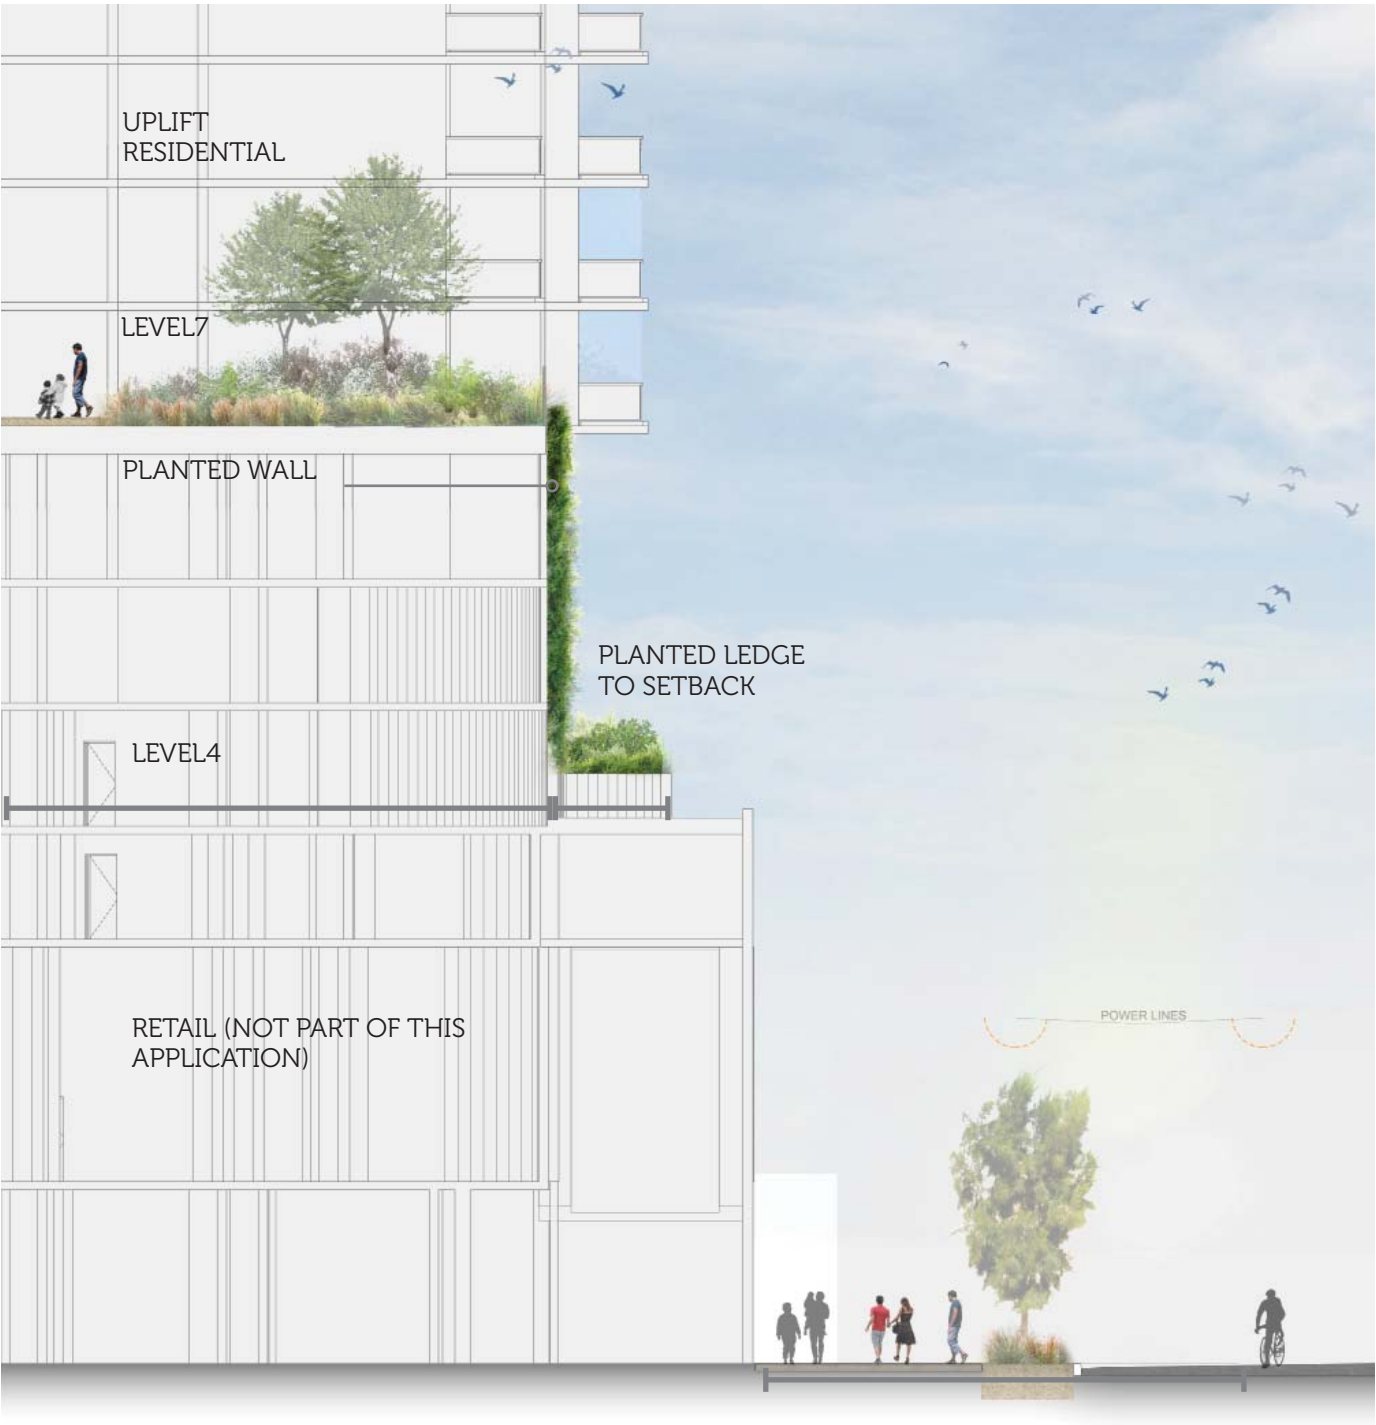 UPLIFT
RESIDENTIAL
LEVEL7
PLANTED WALL
PLANTED LEDGE
TO SETBACK
LEVEL4
RETAIL (NOT PART OF THIS
APPLICATION)
POWER LINES